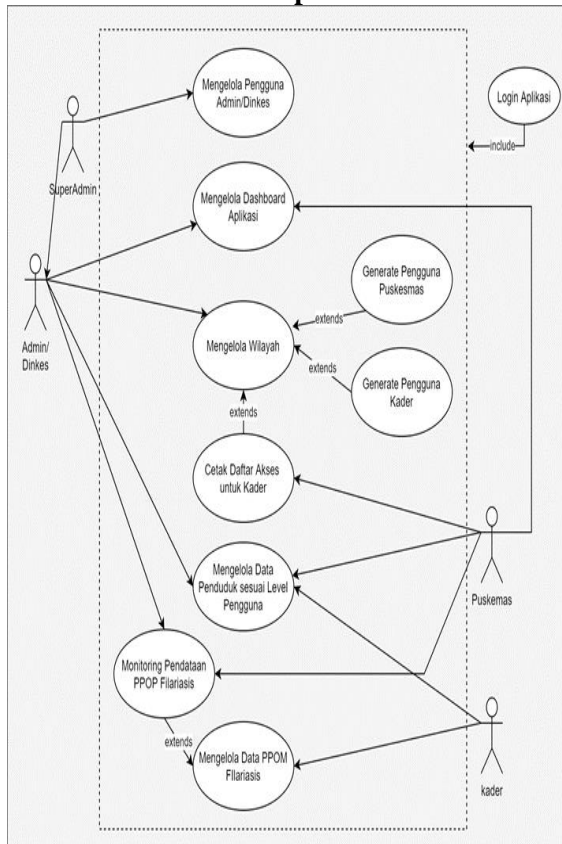 Mengelola Pengguna
Admin/Dinkes
Login Aplikasi
include
SuperAdmin
Mengelola Dashboard
Aplikasi
Generate Pengguna
Puskesmas
extends
Admin/
Dinkes
Mengelola Wilayah
extends
Generate Pengguna
Kader
extends
Cetak Daftar Akses
untuk Kader
Mengelola Data
Penduduk sesuai Level
Pengguna
Puskemas
Monitoring Pendataan
PPOP Filariasis
extends
Mengelola Data PPOM
FIlariasis
kader